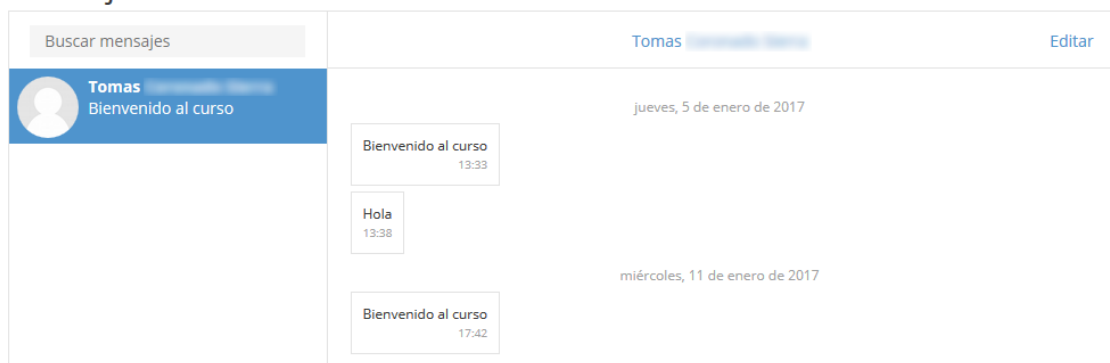 Buscar mensajes
Tomas
Editar
Tomas
Bienvenido al curso
jueves, 5 de enero de 2017
Bienvenido al curso
13:33
Hola
13:38
miércoles, 11 de enero de 2017
Bienvenido al curso
17:42